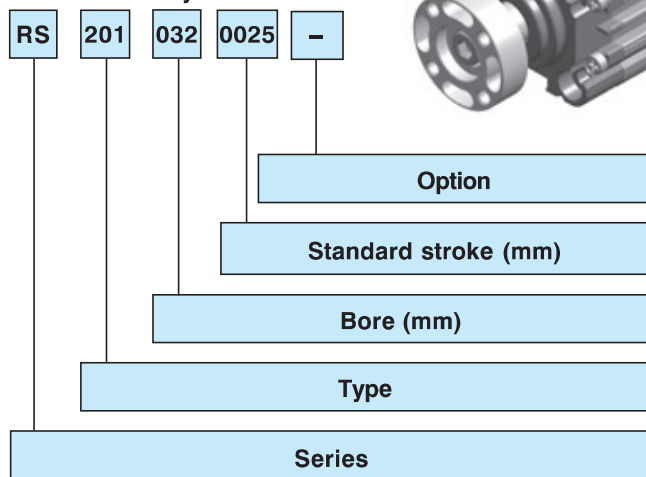 RS 201 032 0025 –
Option
Standard stroke (mm)
Bore (mm)
Type
Series